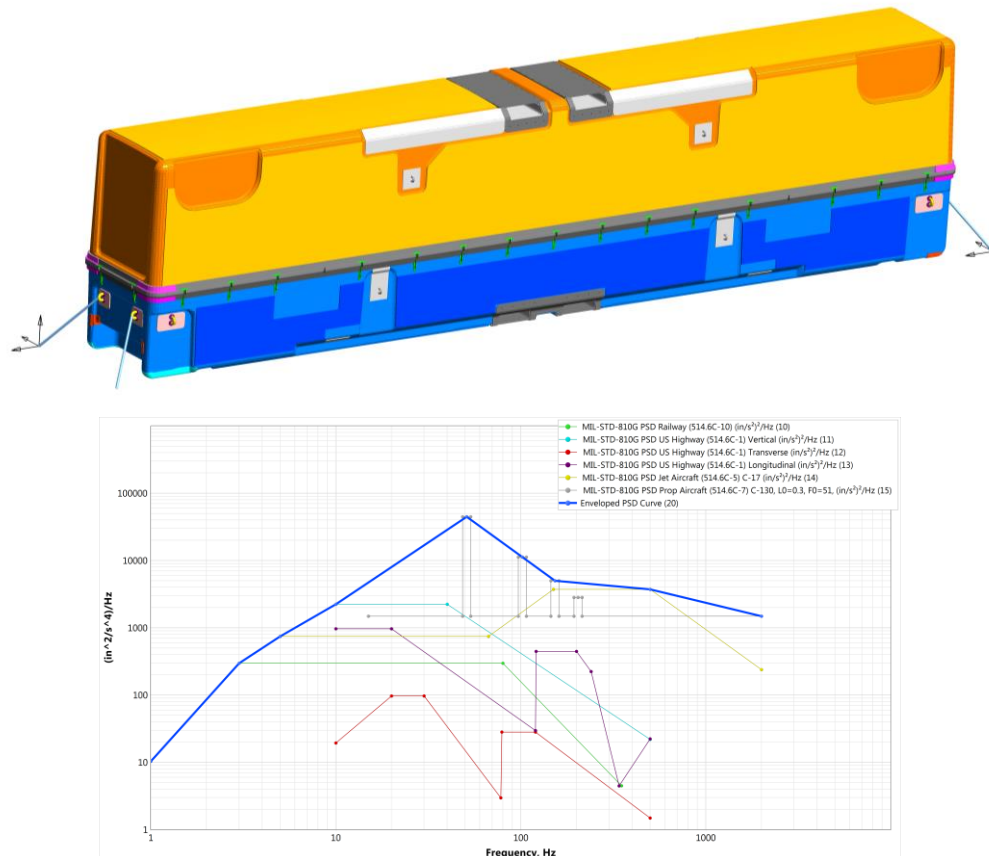 MIL-STD-810G PSD Railway (514.6C-10) (in/s²)²/Hz (10)
MIL-STD-810G PSD US Highway (514.6C-1) Vertical (in/s²)²/Hz (11)
MIL-STD-810G PSD US Highway (514.6C-1) Transverse (in/s²)²/Hz (12)
MIL-STD-810G PSD US Highway (514.6C-1) Longitudinal (in/s²)²/Hz (13)
MIL-STD-810G PSD Jet Aircraft (514.6C-5) C-17 (in/s²)²/Hz (14)
MIL-STD-810G PSD Prop Aircraft (514.6C-7) C-130, L0=0.3, F0=51, (in/s²)²/Hz (15)
Enveloped PSD Curve (20)
100000
10000
1000
100
10
1
(in^2/s^4)/Hz
1
10
100
1000
Frequency, Hz